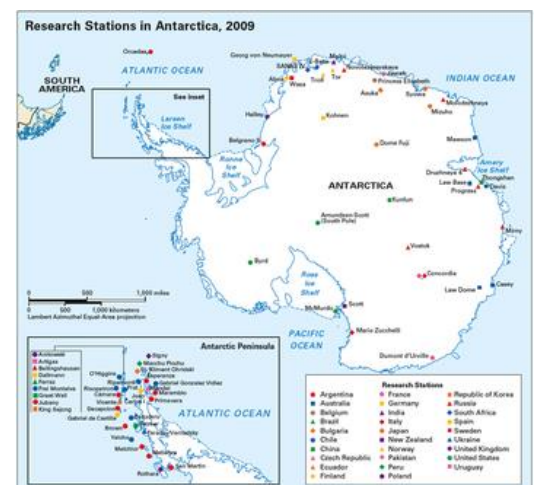 Research Stations in Antarctica, 2009
Orcadas
ATLANTIC OCEAN
SOUTH
AMERICA
See inset
Larsen
Ice Shelf
Georg von Neumayer
SANAE IV
Maitri
Novolazarevskaya
Aboa
Wasa
Troll
Tor
Princess Elisabeth
Asuka
Syowa
INDIAN OCEAN
Molodezhnaya
Mizuho
Halley
Kohnen
Belgrano II
Ronne
Ice Shelf
Dome Fuji
Mawson
Amery
Ice Shelf
Druzhnaya 4
Zhongshan
Law Base
Davis
Progress
ANTARCTICA
Kunlun
Amundsen-Scott
(South Pole)
Mirny
Vostok
Byrd
Ross
Ice
Shelf
Concordia
Law Dome
Casey
McMurdo
Scott
PACIFIC
OCEAN
Mario Zucchelli
Dumont d'Urville
0 500 1,000 miles
0 500 1,000 kilometers
Lambert Azimuthal Equal-Area projection
Antarctic Peninsula
Arctowski
Artigas
Bellingshausen
Dallmann
Ferraz
Frei Montalva
Great Wall
Jubany
King Sejong
Signy
Machu Picchu
St. Kliment Ohridski
O'Higgins
Esperanza
Gabriel González Videla
Marambio
Primavera
Cámara
Decepción
Gabriel de Castilla
Brown
Yelcho
Melchior
Palmer
Faraday/Vernadsky
Rothera
San Martín
ATLANTIC OCEAN
Research Stations
Argentina
Australia
Belgium
Brazil
Bulgaria
Chile
China
Czech Republic
Ecuador
Finland
France
Germany
India
Italy
Japan
New Zealand
Norway
Pakistan
Peru
Poland
Republic of Korea
Russia
South Africa
Spain
Sweden
Ukraine
United Kingdom
United States
Uruguay